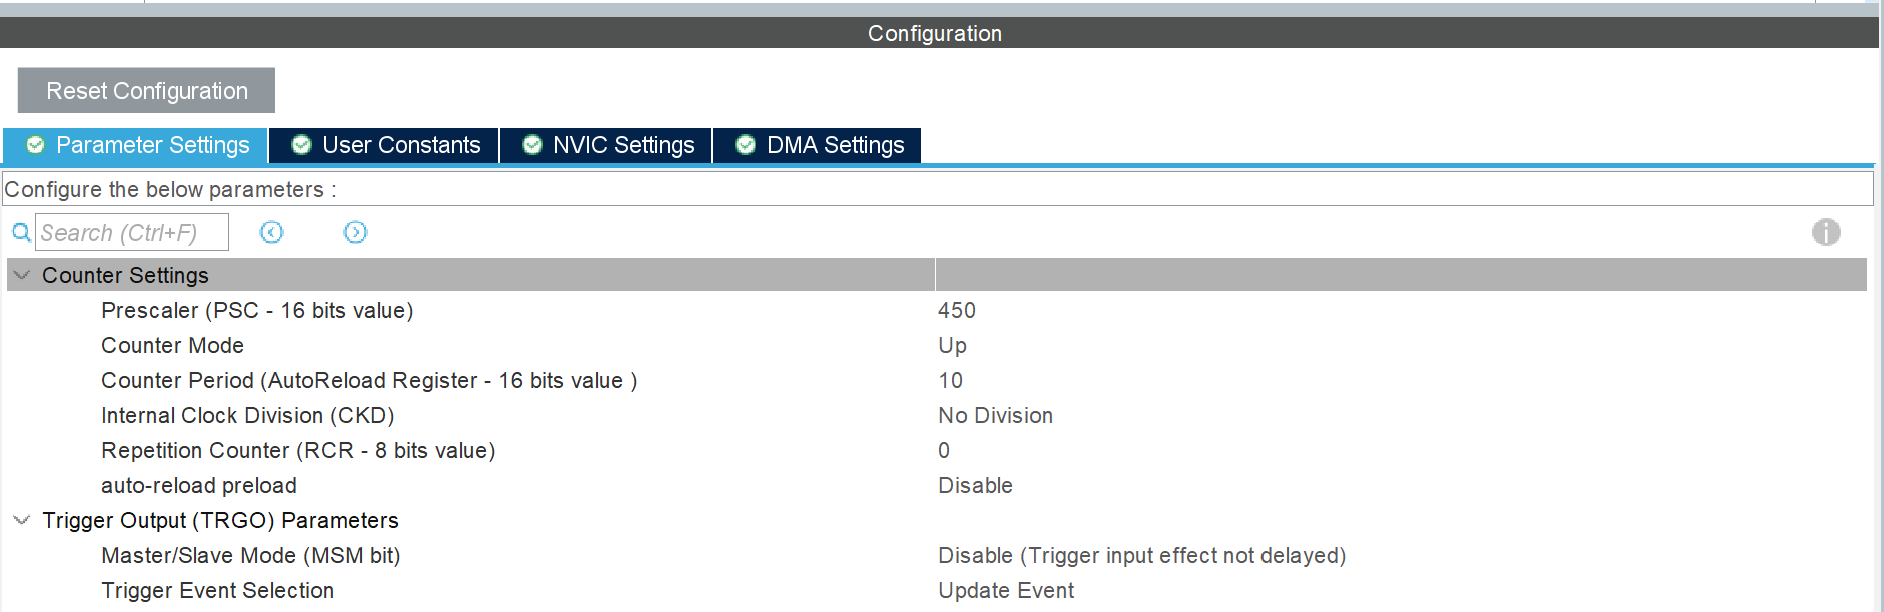 Configuration
Reset Configuration
Parameter Settings User Constants NVIC Settings DMA Settings
Configure the below parameters :
Search (Ctrl+F)
Counter Settings
Prescaler (PSC - 16 bits value) 450
Counter Mode Up
Counter Period (AutoReload Register - 16 bits value ) 10
Internal Clock Division (CKD) No Division
Repetition Counter (RCR - 8 bits value) 0
auto-reload preload Disable
Trigger Output (TRGO) Parameters
Master/Slave Mode (MSM bit) Disable (Trigger input effect not delayed)
Trigger Event Selection Update Event